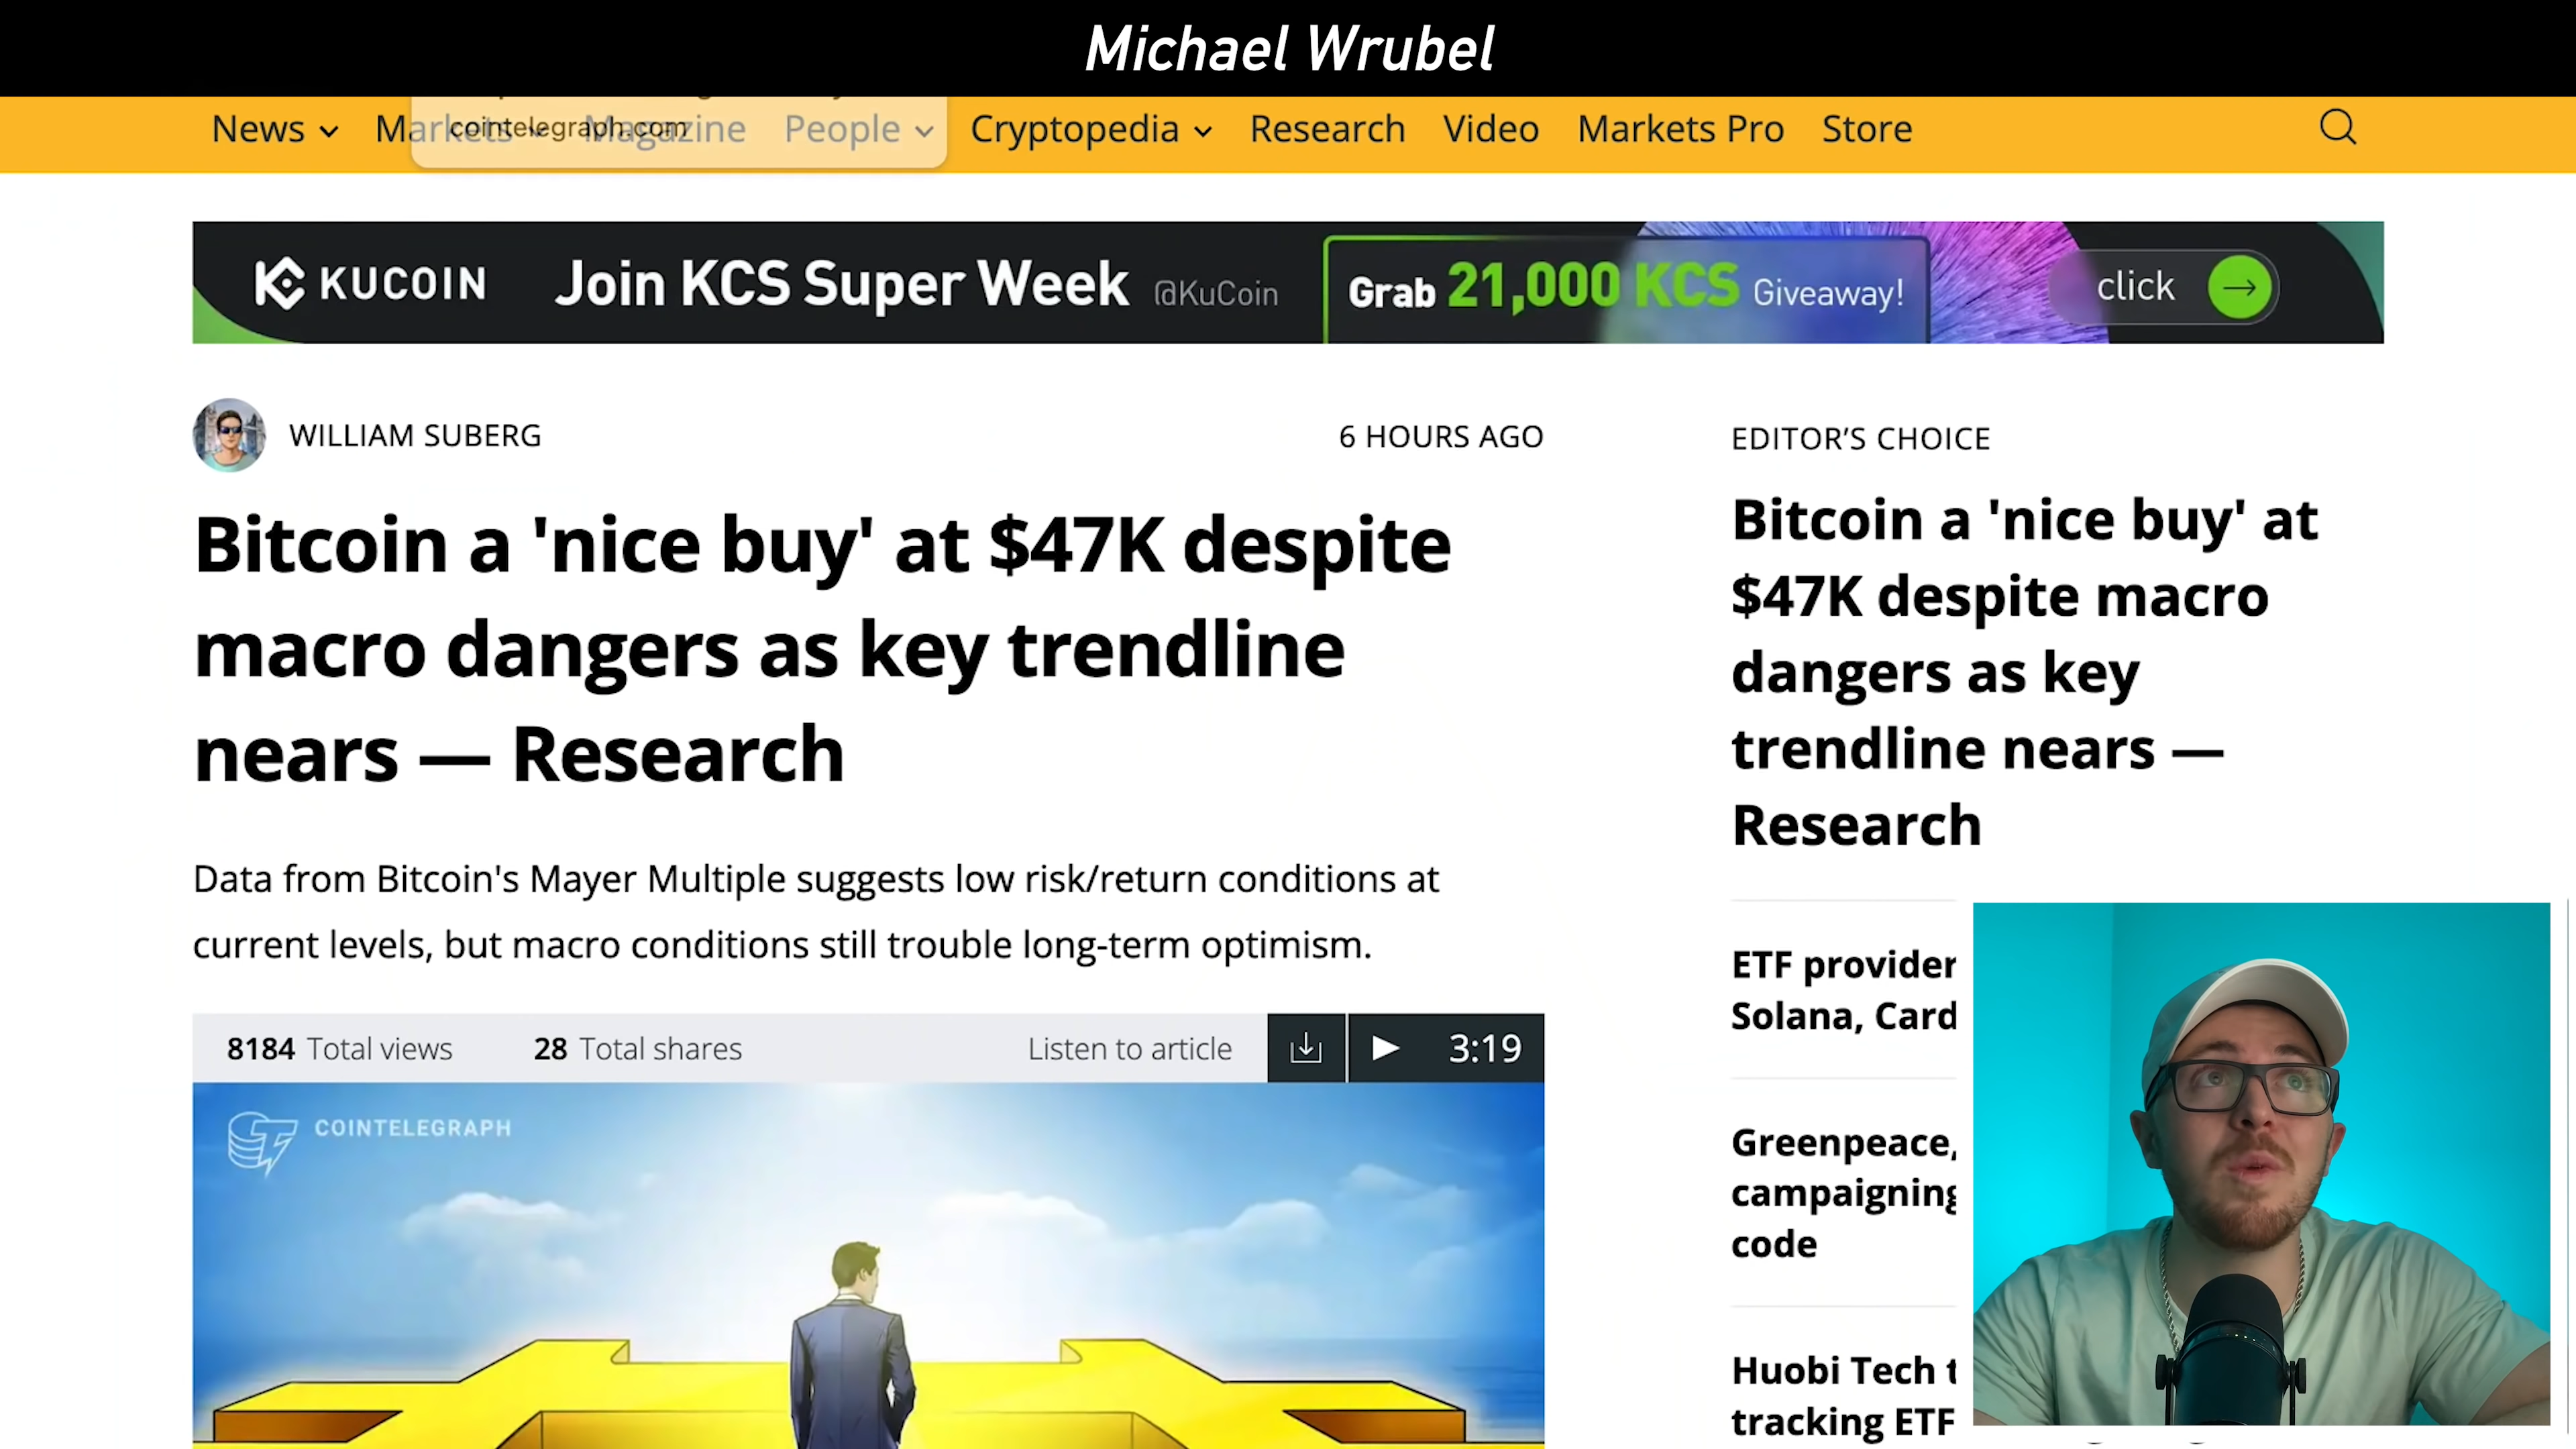 Michael Wrubel
News Markets Magazine People Cryptopedia Research Video Markets Pro Store
cointelegraph.com
KUCOIN Join KCS Super Week @KuCoin Grab 21,000 KCS Giveaway! click
WILLIAM SUBERG 6 HOURS AGO
Bitcoin a 'nice buy' at $47K despite
macro dangers as key trendline
nears — Research
Data from Bitcoin's Mayer Multiple suggests low risk/return conditions at
current levels, but macro conditions still trouble long-term optimism.
8184 Total views 28 Total shares Listen to article 3:19
COINTELEGRAPH
EDITOR'S CHOICE
Bitcoin a 'nice buy' at
$47K despite macro
dangers as key
trendline nears —
Research
ETF provider
Solana, Card
Greenpeace,
campaigning
code
Huobi Tech t
tracking ETF